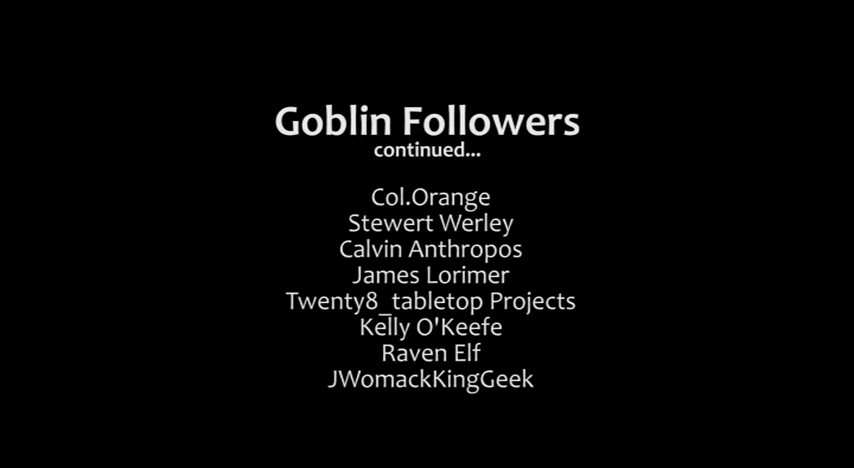 Goblin Followers
continued...
Col.Orange
Stewert Werley
Calvin Anthropos
James Lorimer
Twenty8_tabletop Projects
Kelly O'Keefe
Raven Elf
JWomackKingGeek